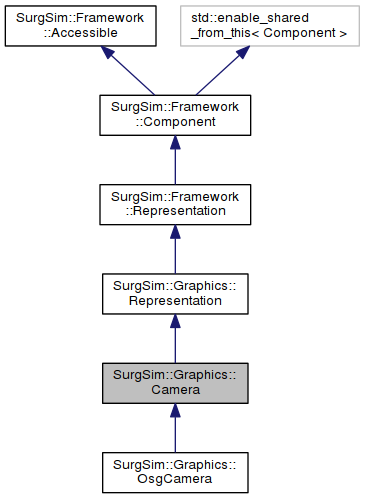 SurgSim::Framework
::Accessible
std::enable_shared
_from_this< Component >
SurgSim::Framework
::Component
SurgSim::Framework
::Representation
SurgSim::Graphics::
Representation
SurgSim::Graphics::
Camera
SurgSim::Graphics::
OsgCamera